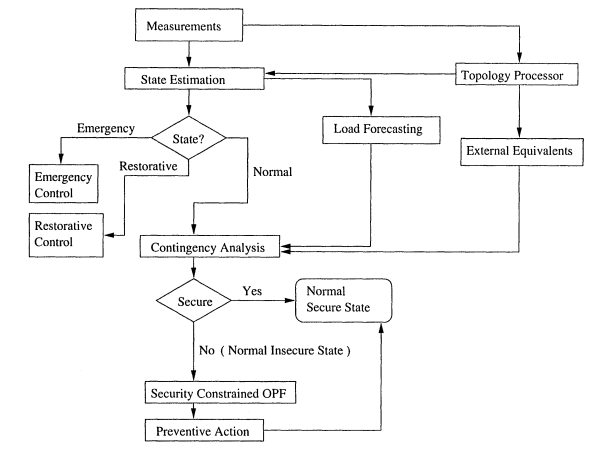 Measurements
State Estimation
Topology Processor
Emergency
State?
Load Forecasting
External Equivalents
Restorative
Normal
Emergency
Control
Restorative
Control
Contingency Analysis
Secure
Yes
Normal
Secure State
No ( Normal Insecure State )
Security Constrained OPF
Preventive Action